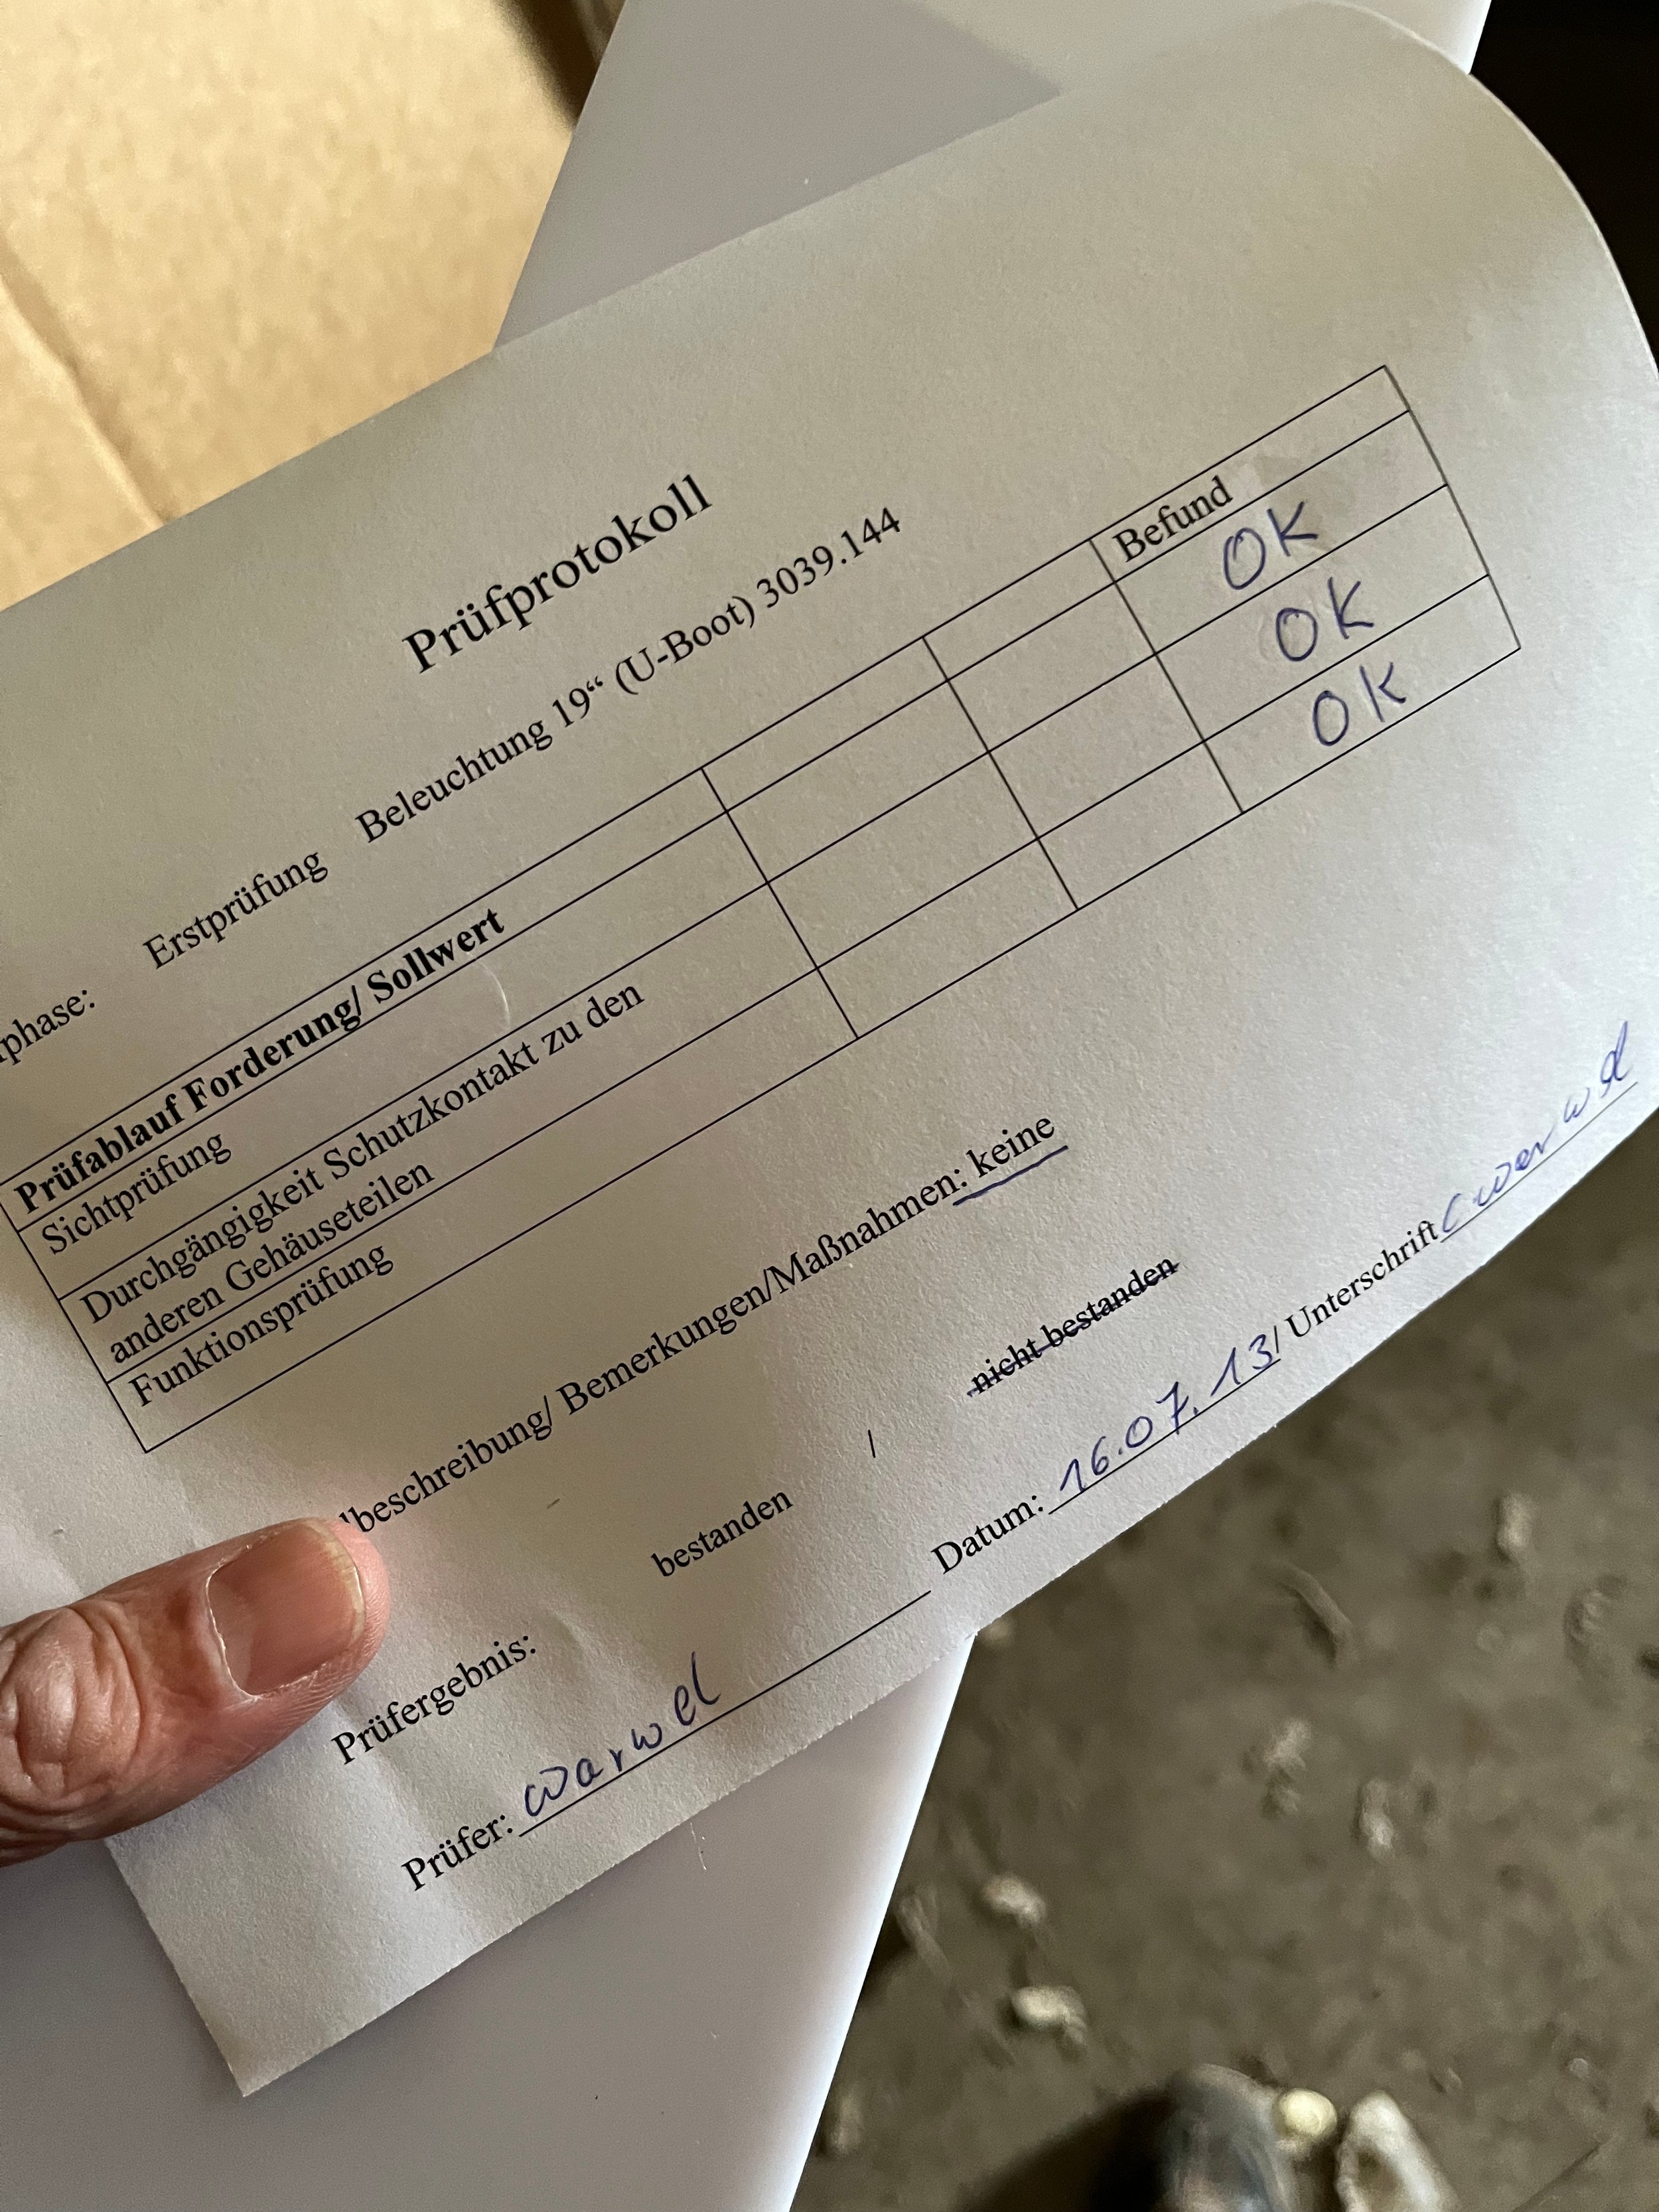 Prüfprotokoll
phase: Erstprüfung Beleuchtung 19“ (U-Boot) 3039.144
Prüfablauf Forderung/ Sollwert Befund
Sichtprüfung OK
Durchgängigkeit Schutzkontakt zu den
anderen Gehäuseteilen OK
Funktionsprüfung OK
lbeschreibung/ Bemerkungen/Maßnahmen: keine
Prüfergebnis: bestanden / nicht bestanden
Prüfer: Warwel Datum: 16.07.13/ Unterschrift